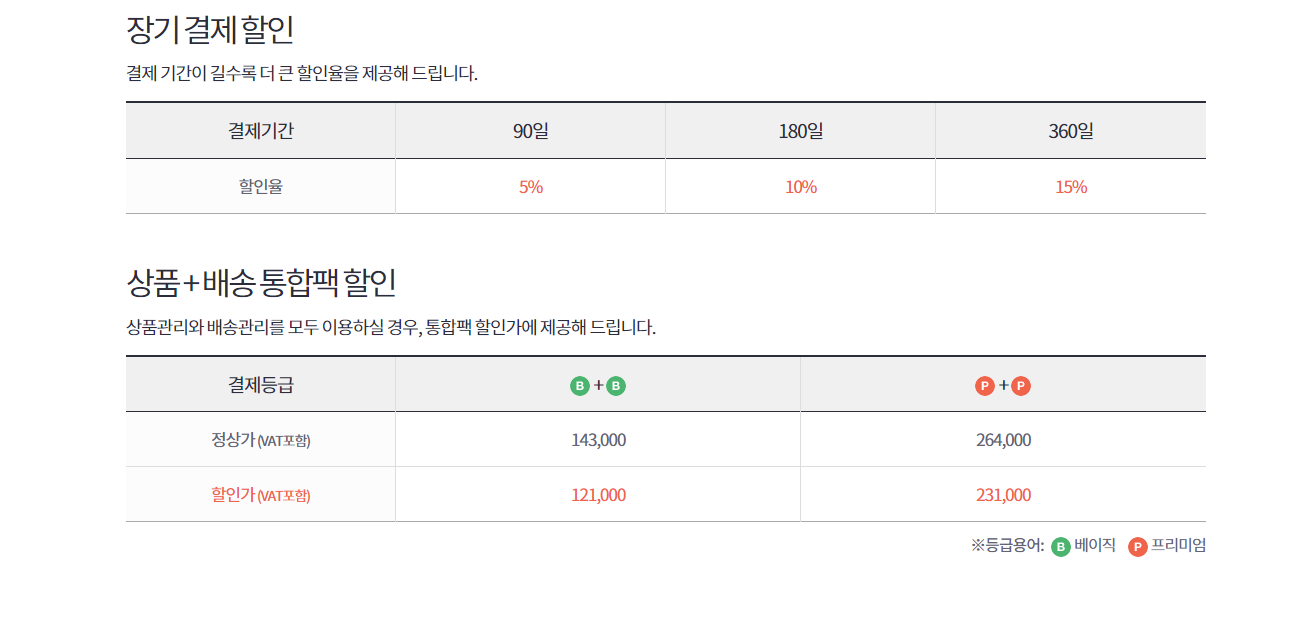 장기 결제 할인
결제 기간이 길수록 더 큰 할인율을 제공해 드립니다.
결제기간 90일 180일 360일
할인율 5% 10% 15%
상품 + 배송 통합팩 할인
상품관리와 배송관리를 모두 이용하실 경우, 통합팩 할인가에 제공해 드립니다.
결제등급 B + B P + P
정상가 (VAT포함) 143,000 264,000
할인가 (VAT포함) 121,000 231,000
※등급용어: B 베이직 P 프리미엄